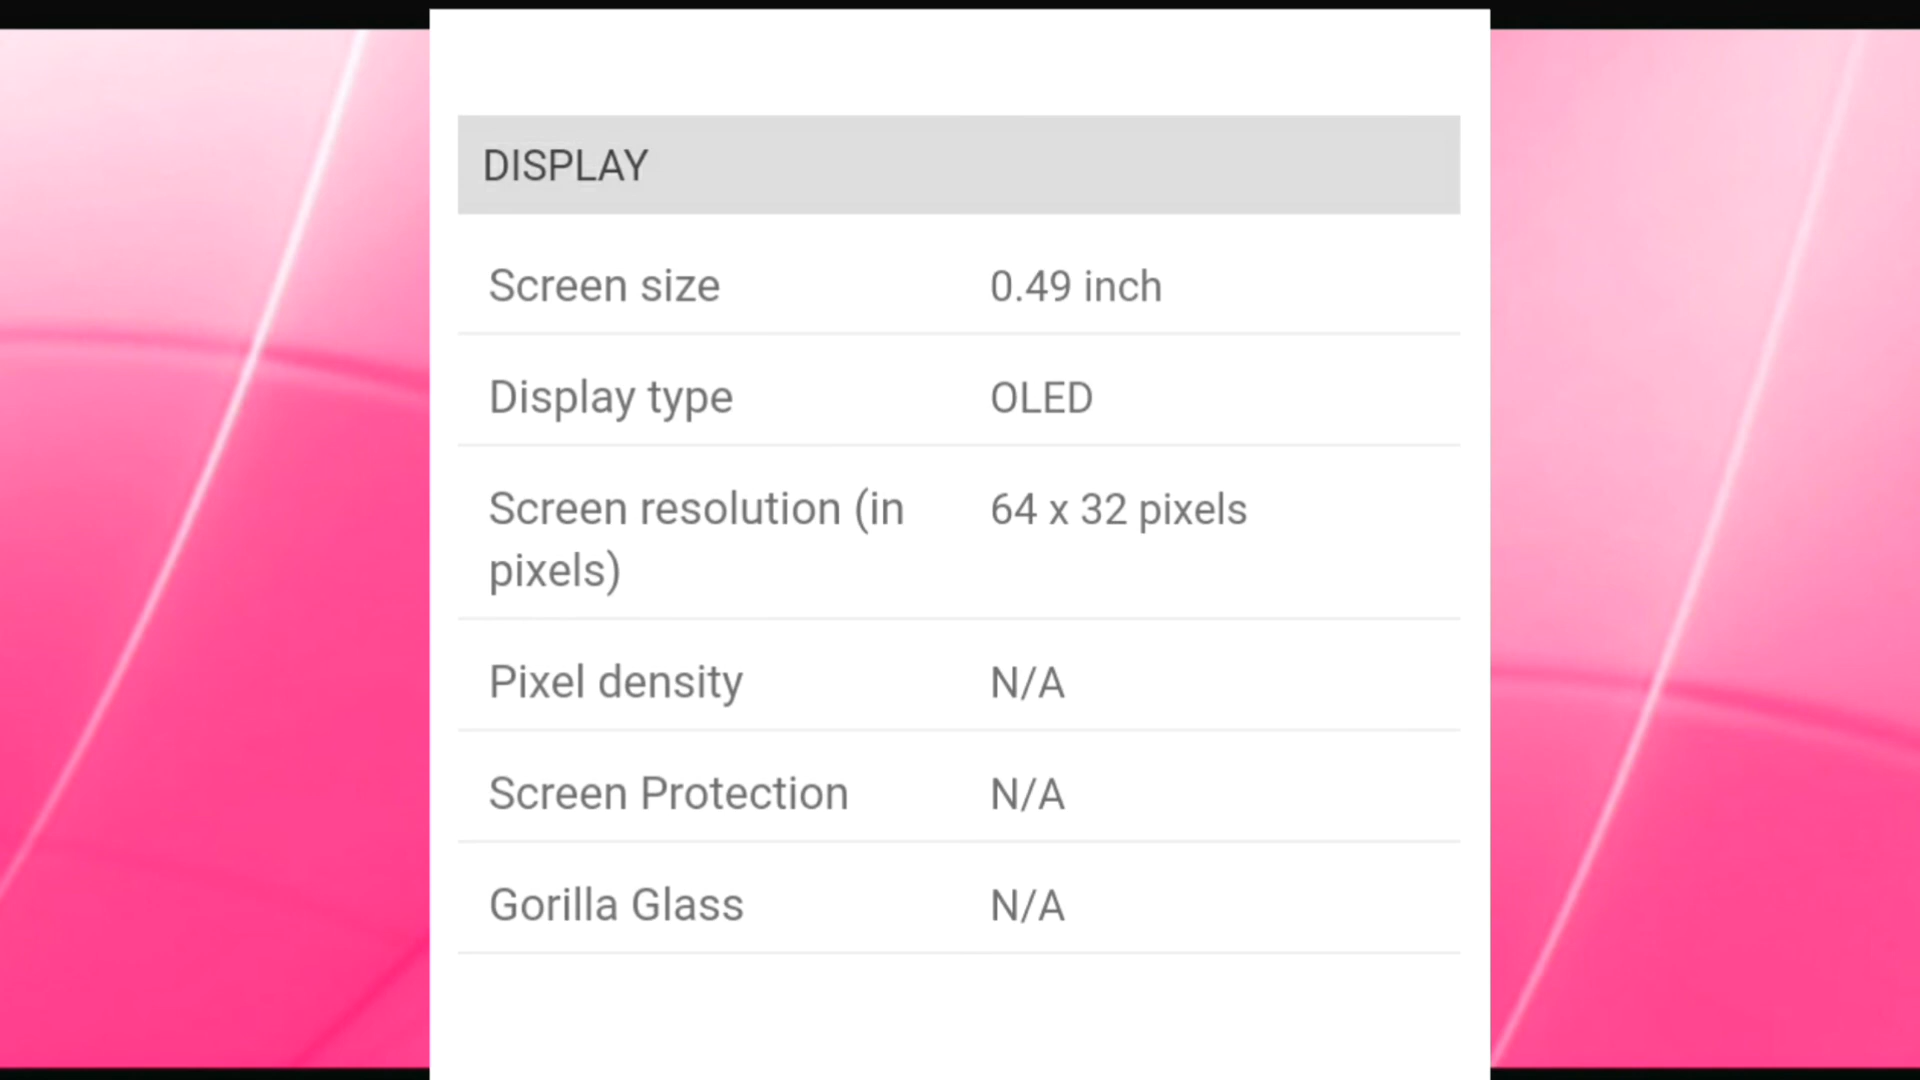 DISPLAY
Screen size 0.49 inch
Display type OLED
Screen resolution (in 64 x 32 pixels
pixels)
Pixel density N/A
Screen Protection N/A
Gorilla Glass N/A